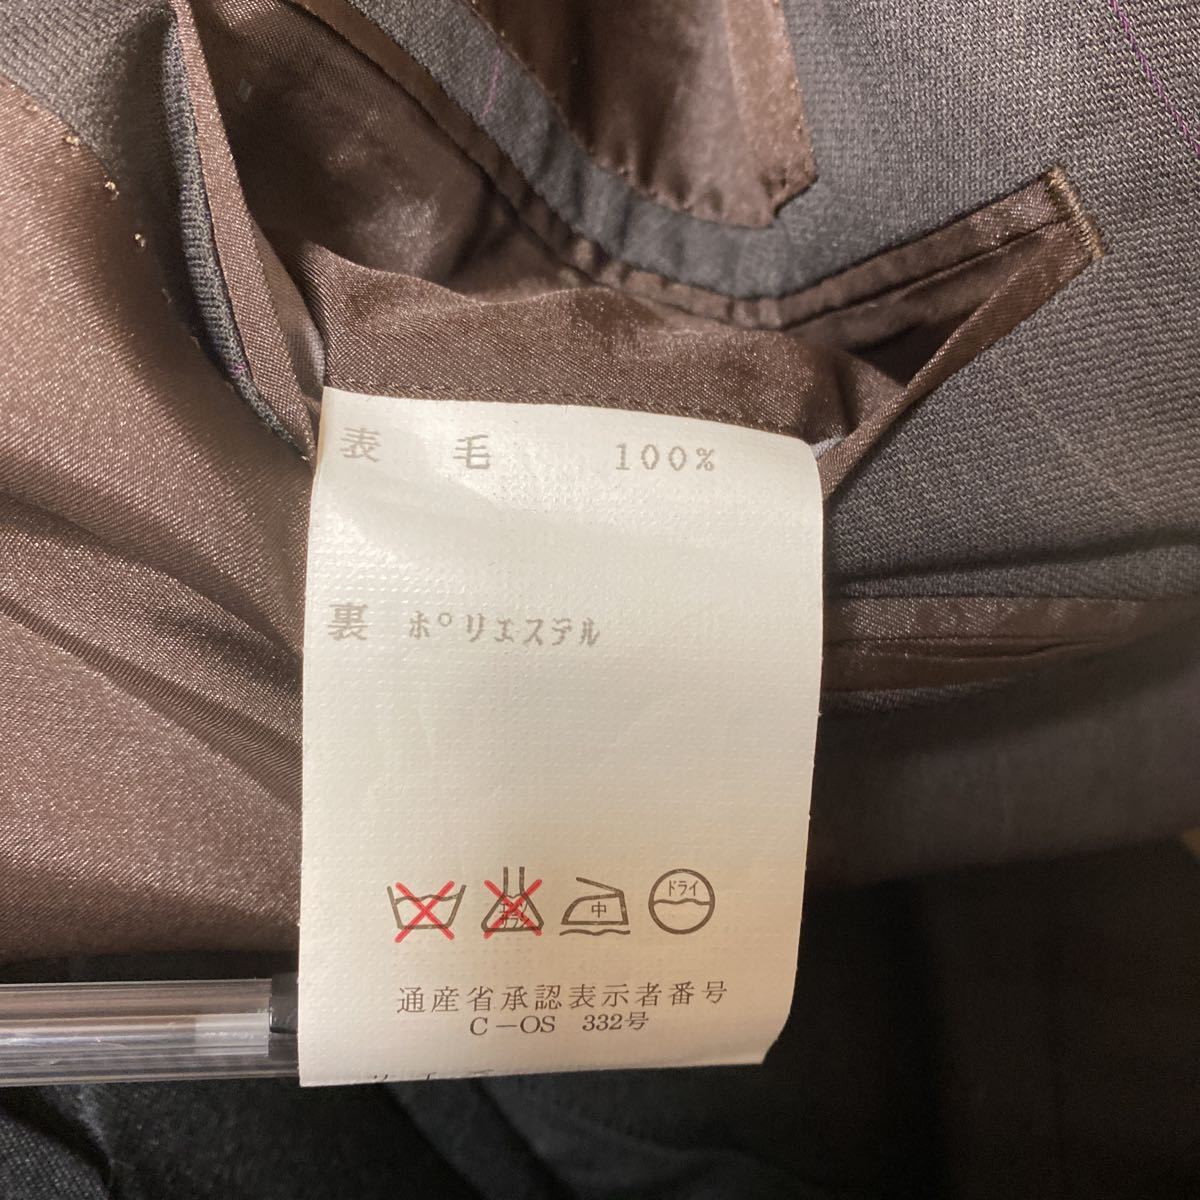 表 毛 100%
裏 ポリエステル
中 ドライ
通産省承認表示者番号
C-OS 332号